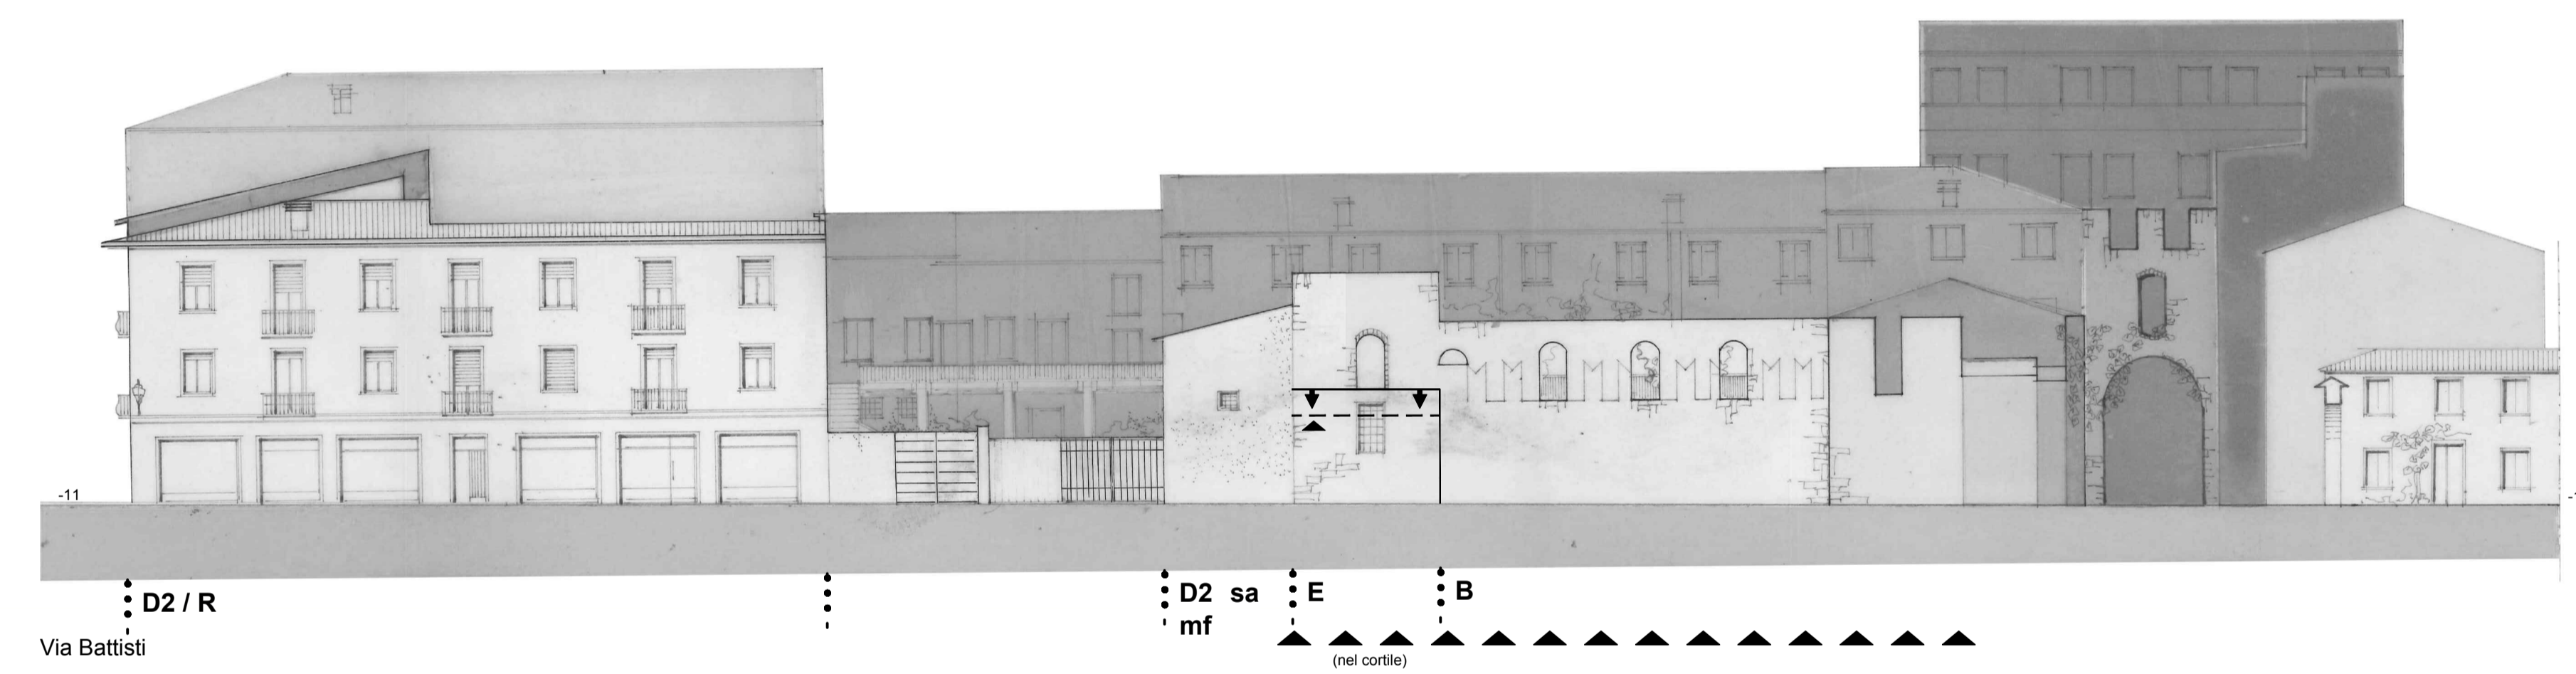 -11
D2 / R
D2 sa
mf
E
B
Via Battisti
(nel cortile)